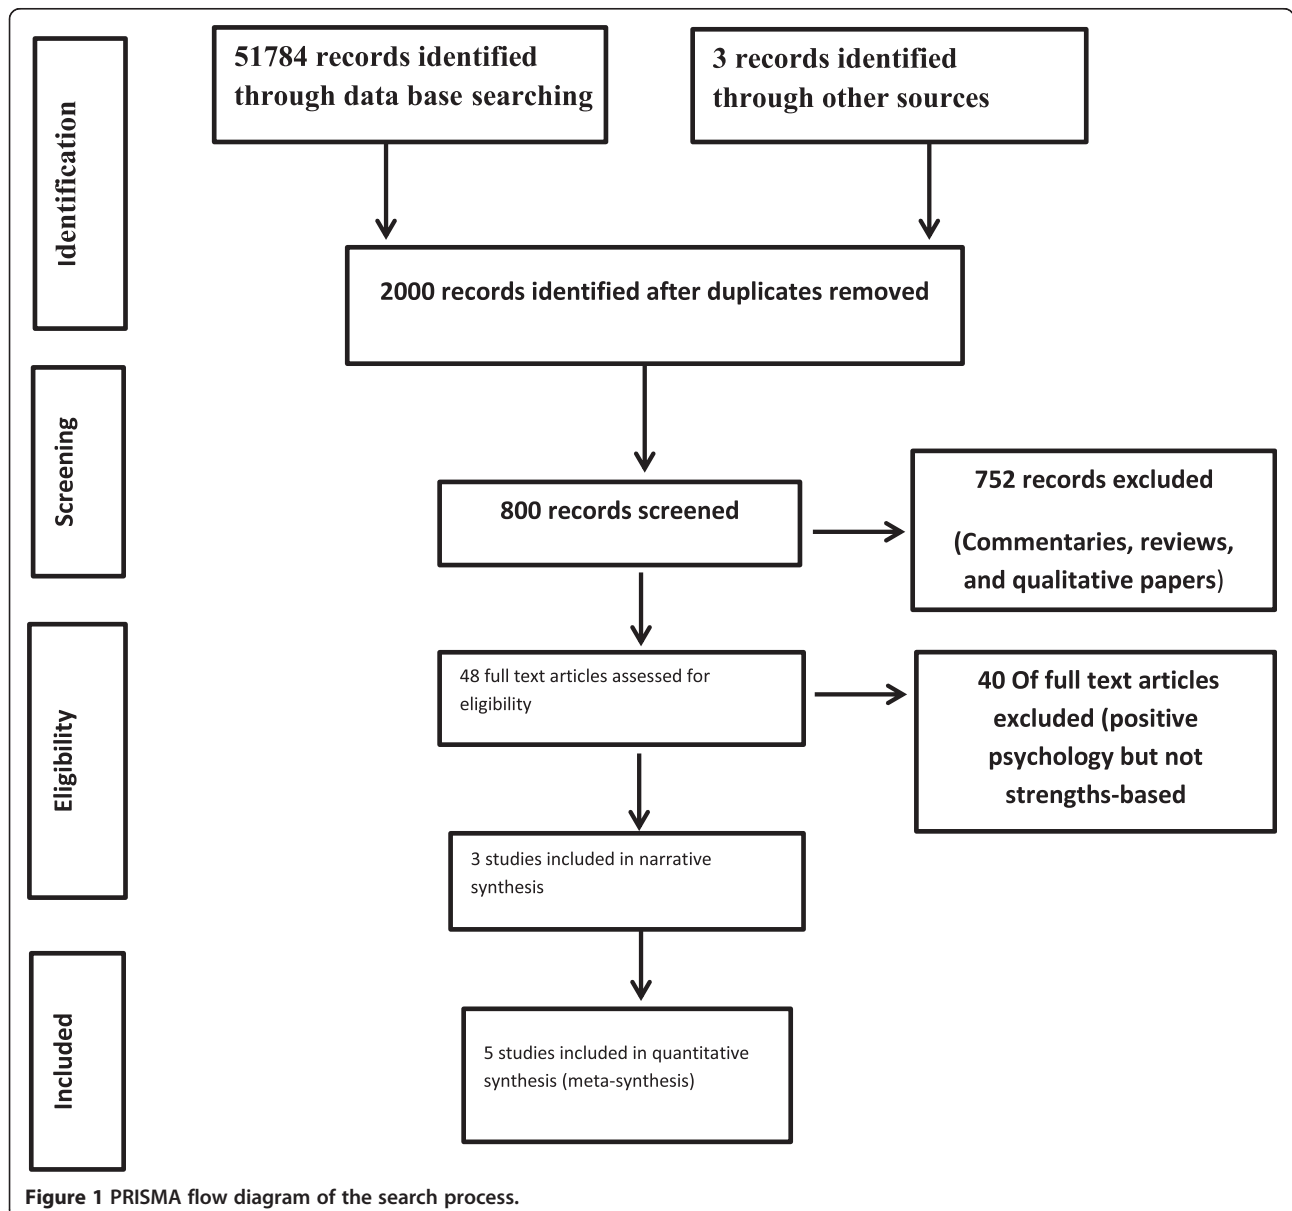 Identification
51784 records identified
through data base searching
3 records identified
through other sources
2000 records identified after duplicates removed
Screening
800 records screened
752 records excluded
(Commentaries, reviews,
and qualitative papers)
Eligibility
48 full text articles assessed for
eligibility
40 Of full text articles
excluded (positive
psychology but not
strengths-based
3 studies included in narrative
synthesis
Included
5 studies included in quantitative
synthesis (meta-synthesis)
Figure 1 PRISMA flow diagram of the search process.